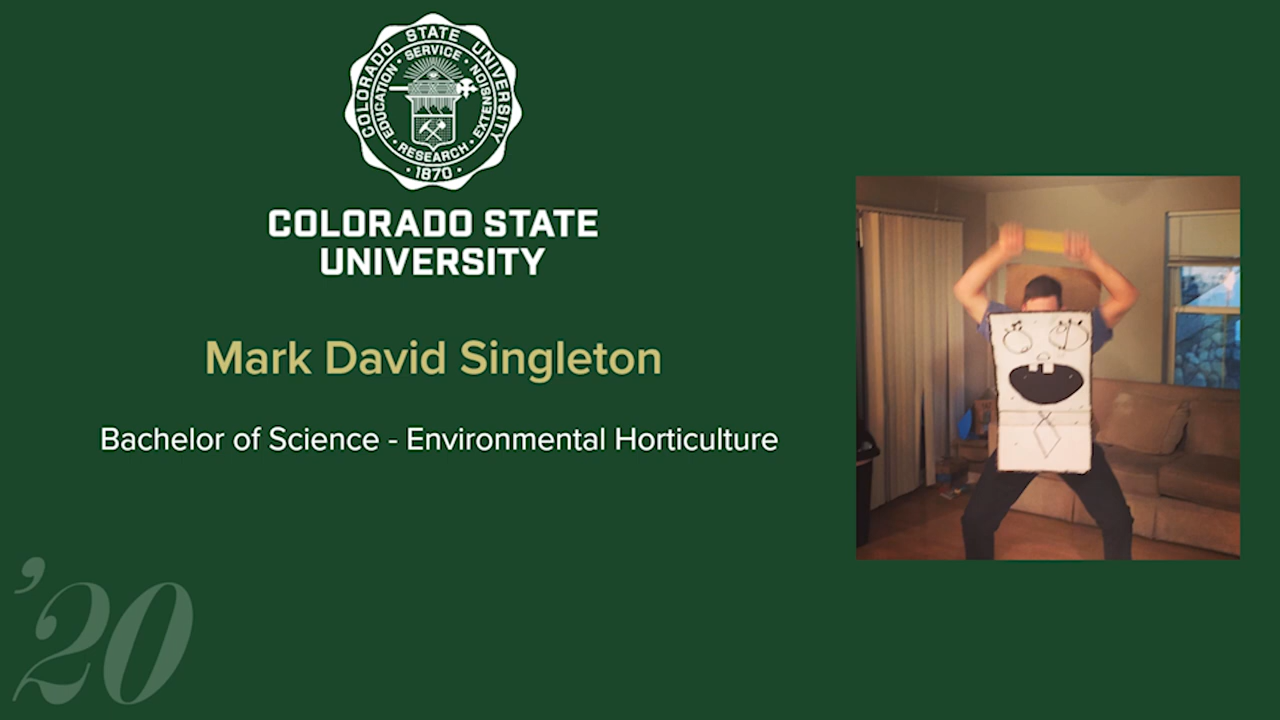 COLORADO STATE UNIVERSITY
EDUCATION • SERVICE • EXTENSION • RESEARCH •
• 1870 •
COLORADO STATE
UNIVERSITY
Mark David Singleton
Bachelor of Science - Environmental Horticulture
’20